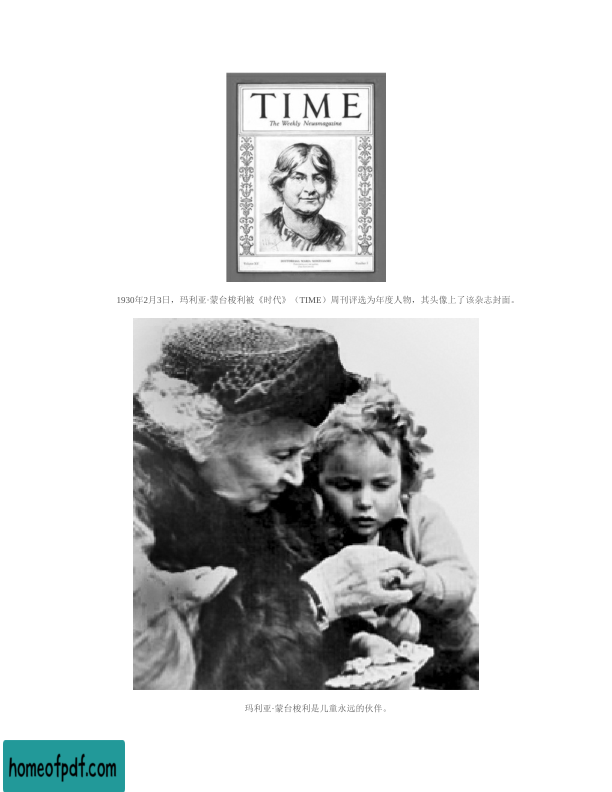 TIME
The Weekly Newsmagazine
1930年2月3日，玛利亚·蒙台梭利被《时代》（TIME）周刊评选为年度人物，其头像上了该杂志封面。
玛利亚·蒙台梭利是儿童永远的伙伴。
homeofpdf.com